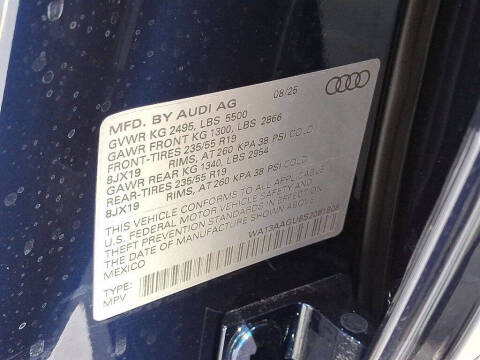 MFD. BY AUDI AG 08/25
GVWR KG 2495, LBS 5500
GAWR FRONT KG 1300, LBS 2866
FRONT-TIRES 235/55 R19
8JX19 RIMS, AT 260 KPA 38 PSI COLD
GAWR REAR KG 1340, LBS 2954
REAR-TIRES 235/55 R19
8JX19 RIMS, AT 260 KPA 38 PSI COLD
THIS VEHICLE CONFORMS TO ALL APPLICABLE
U.S. FEDERAL MOTOR VEHICLE SAFETY AND
THEFT PREVENTION STANDARDS IN EFFECT ON
THE DATE OF MANUFACTURE SHOWN ABOVE.
MEXICO
TYPE:
MPV